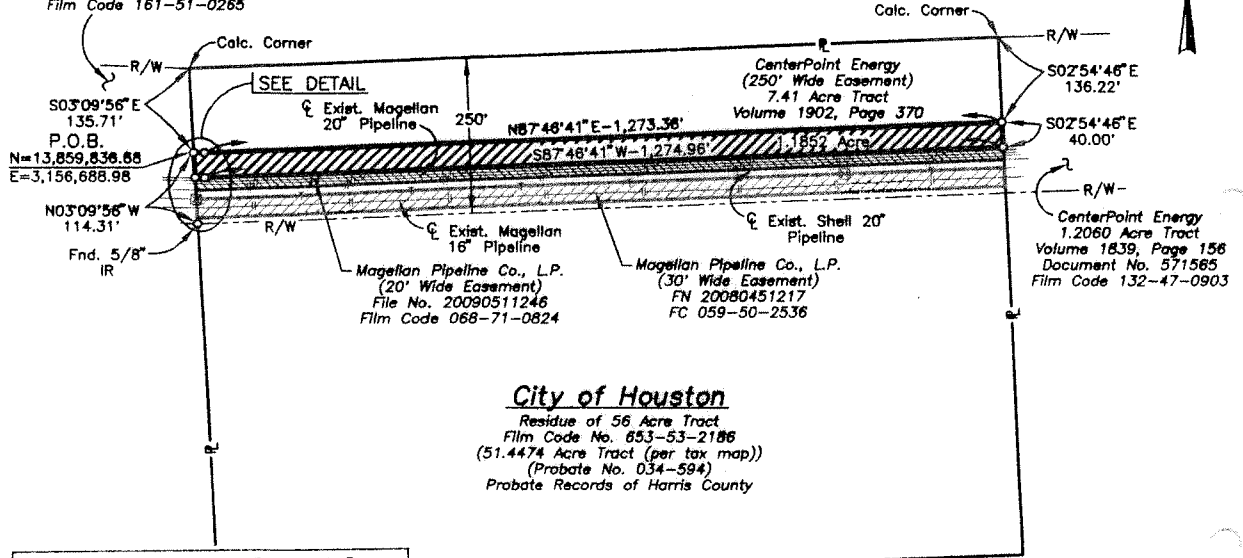 Film Code 161-51-0265
Calc. Corner
Calc. Corner
R/W
R/W
SEE DETAIL
℄ Exist. Magellan
20" Pipeline
250'
CenterPoint Energy
(250' Wide Easement)
7.41 Acre Tract
Volume 1902, Page 370
S02°54'46"E
136.22'
S03°09'56"E
135.71'
P.O.B.
N=13,859,836.68
E=3,156,688.98
N87°46'41"E-1,273.36'
S87°46'41"W-1,274.96'
1.1852 Acre
S02°54'46"E
40.00'
N03°09'56"W
114.31'
Fnd. 5/8"
IR
R/W
R/W
℄ Exist. Magellan
16" Pipeline
℄ Exist. Shell 20"
Pipeline
CenterPoint Energy
1.2060 Acre Tract
Volume 1839, Page 156
Document No. 571565
Film Code 132-47-0903
Magellan Pipeline Co., L.P.
(20' Wide Easement)
File No. 20090511246
Film Code 068-71-0824
Magellan Pipeline Co., L.P.
(30' Wide Easement)
FN 20080451217
FC 059-50-2536
City of Houston
Residue of 56 Acre Tract
Film Code No. 653-53-2186
(51.4474 Acre Tract (per tax map))
(Probate No. 034-594)
Probate Records of Harris County